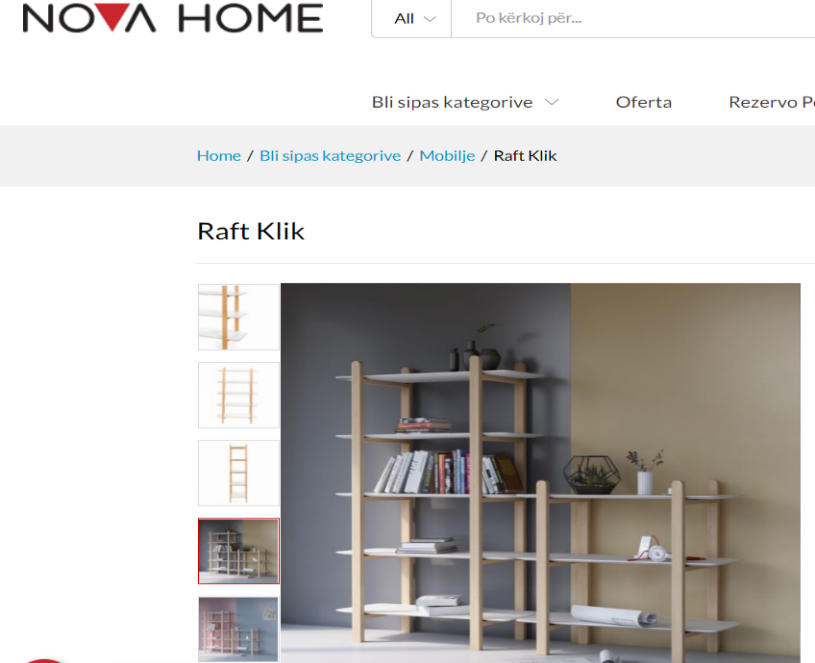 NOVA HOME
All
Po kërkoj për...
Bli sipas kategorive
Oferta
Rezervo
Home / Bli sipas kategorive / Mobilje / Raft Klik
Raft Klik